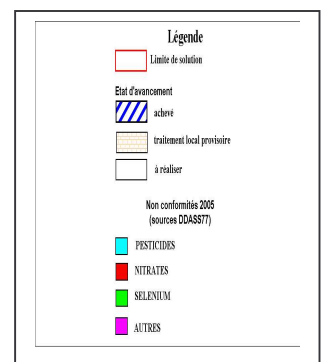 Légende
Limite de solution
Etat d'avancement
achevé
traitement local provisoire
à réaliser
Non conformités 2005
(sources DDASS77)
PESTICIDES
NITRATES
SELENIUM
AUTRES